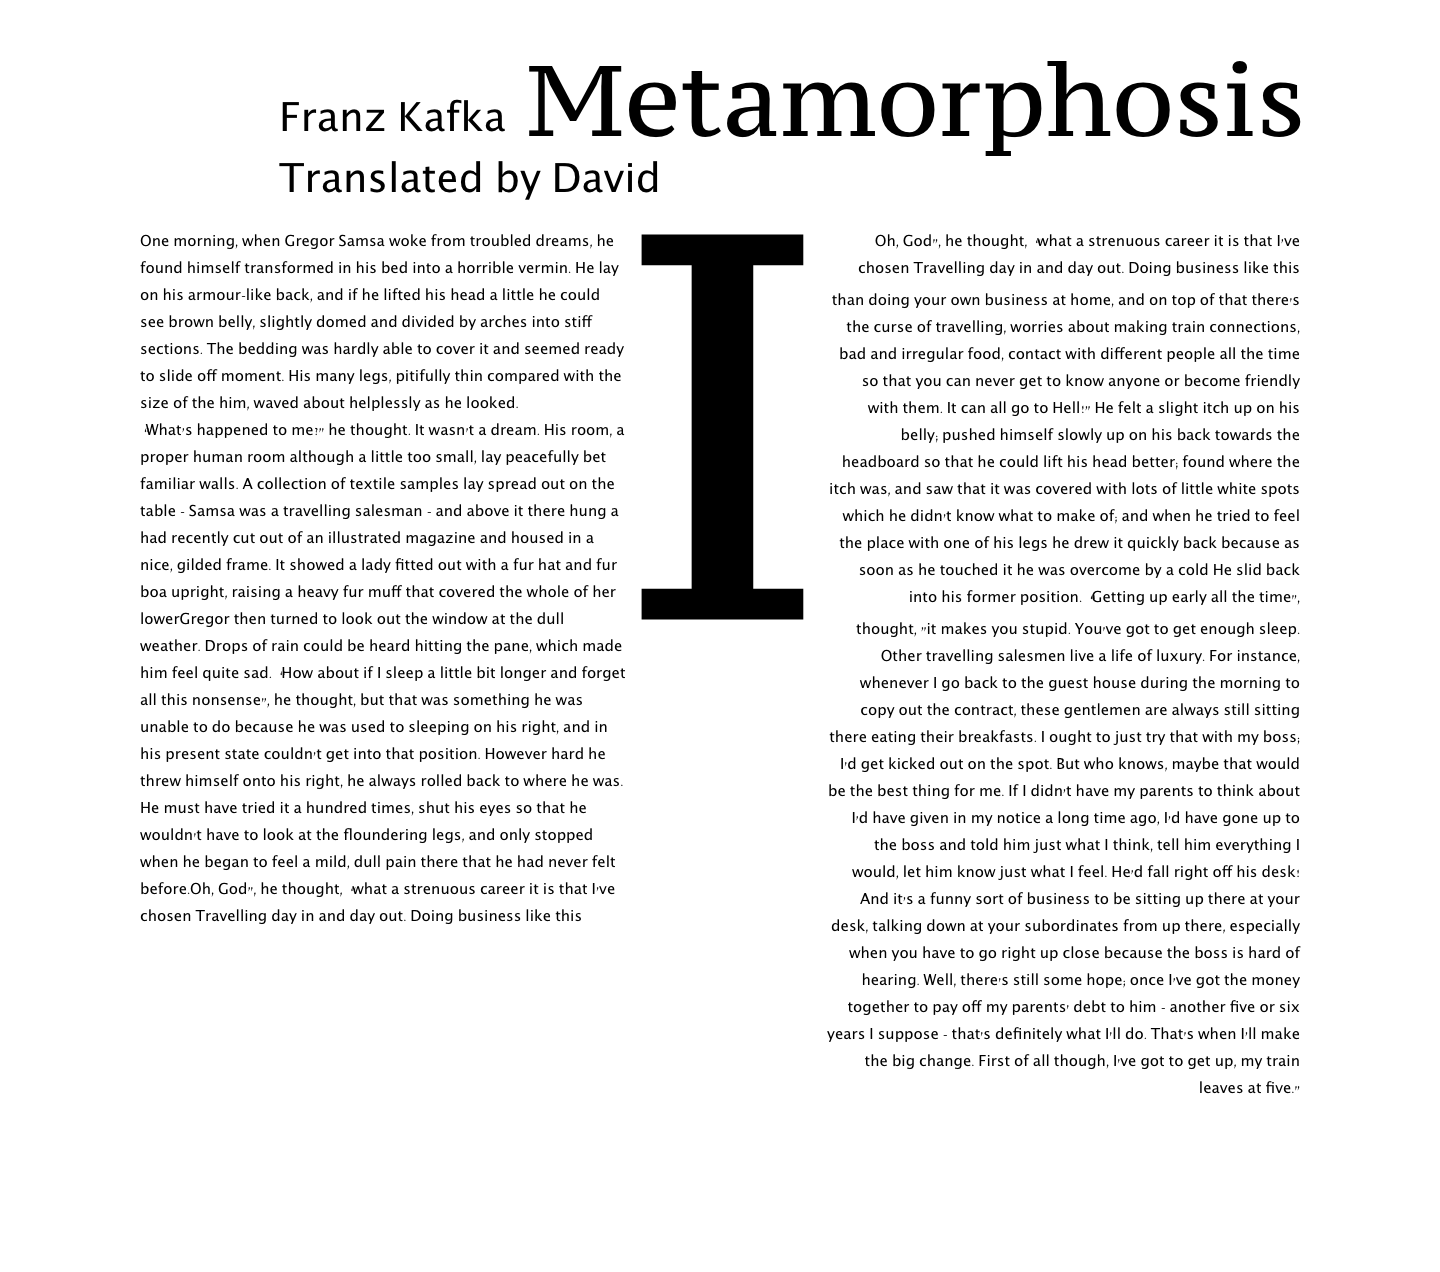 Franz Kafka Metamorphosis
Translated by David
One morning, when Gregor Samsa woke from troubled dreams, he
found himself transformed in his bed into a horrible vermin. He lay
on his armour-like back, and if he lifted his head a little he could
see brown belly, slightly domed and divided by arches into stiff
sections. The bedding was hardly able to cover it and seemed ready
to slide off moment. His many legs, pitifully thin compared with the
size of the him, waved about helplessly as he looked.
"What's happened to me?" he thought. It wasn't a dream. His room, a
proper human room although a little too small, lay peacefully bet
familiar walls. A collection of textile samples lay spread out on the
table - Samsa was a travelling salesman - and above it there hung a
had recently cut out of an illustrated magazine and housed in a
nice, gilded frame. It showed a lady fitted out with a fur hat and fur
boa upright, raising a heavy fur muff that covered the whole of her
lowerGregor then turned to look out the window at the dull
weather. Drops of rain could be heard hitting the pane, which made
him feel quite sad. "How about if I sleep a little bit longer and forget
all this nonsense", he thought, but that was something he was
unable to do because he was used to sleeping on his right, and in
his present state couldn't get into that position. However hard he
threw himself onto his right, he always rolled back to where he was.
He must have tried it a hundred times, shut his eyes so that he
wouldn't have to look at the floundering legs, and only stopped
when he began to feel a mild, dull pain there that he had never felt
before.Oh, God", he thought, "what a strenuous career it is that I've
chosen Travelling day in and day out. Doing business like this
I
Oh, God", he thought, "what a strenuous career it is that I've
chosen Travelling day in and day out. Doing business like this
than doing your own business at home, and on top of that there's
the curse of travelling, worries about making train connections,
bad and irregular food, contact with different people all the time
so that you can never get to know anyone or become friendly
with them. It can all go to Hell!" He felt a slight itch up on his
belly; pushed himself slowly up on his back towards the
headboard so that he could lift his head better; found where the
itch was, and saw that it was covered with lots of little white spots
which he didn't know what to make of; and when he tried to feel
the place with one of his legs he drew it quickly back because as
soon as he touched it he was overcome by a cold He slid back
into his former position. "Getting up early all the time",
thought, "it makes you stupid. You've got to get enough sleep.
Other travelling salesmen live a life of luxury. For instance,
whenever I go back to the guest house during the morning to
copy out the contract, these gentlemen are always still sitting
there eating their breakfasts. I ought to just try that with my boss;
I'd get kicked out on the spot. But who knows, maybe that would
be the best thing for me. If I didn't have my parents to think about
I'd have given in my notice a long time ago, I'd have gone up to
the boss and told him just what I think, tell him everything I
would, let him know just what I feel. He'd fall right off his desk!
And it's a funny sort of business to be sitting up there at your
desk, talking down at your subordinates from up there, especially
when you have to go right up close because the boss is hard of
hearing. Well, there's still some hope; once I've got the money
together to pay off my parents' debt to him - another five or six
years I suppose - that's definitely what I'll do. That's when I'll make
the big change. First of all though, I've got to get up, my train
leaves at five."